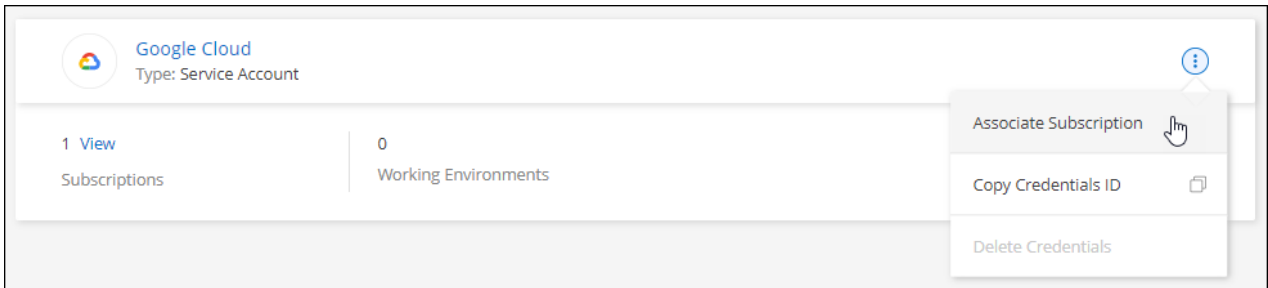 Google Cloud
Type: Service Account
Associate Subscription
1 View
0
Subscriptions
Working Environments
Copy Credentials ID
Delete Credentials